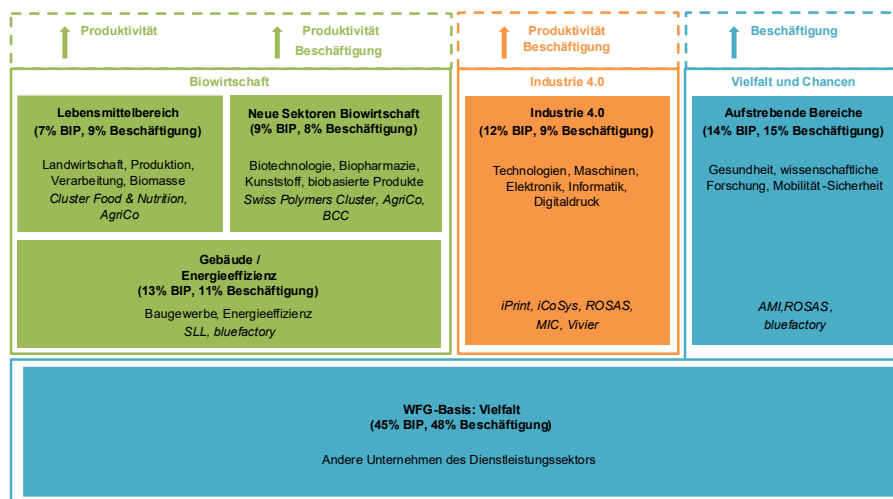 Produktivität
Produktivität
Beschäftigung
Produktivität
Beschäftigung
Beschäftigung
Biowirtschaft
Industrie 4.0
Vielfalt und Chancen
Lebensmittelbereich
(7% BIP, 9% Beschäftigung)
Landwirtschaft, Produktion,
Verarbeitung, Biomasse
Cluster Food & Nutrition,
AgriCo
Neue Sektoren Biowirtschaft
(9% BIP, 8% Beschäftigung)
Biotechnologie, Biopharmazie,
Kunststoff, biobasierte Produkte
Swiss Polymers Cluster, AgriCo,
BCC
Gebäude /
Energieeffizienz
(13% BIP, 11% Beschäftigung)
Baugewerbe, Energieeffizienz
SLL, bluefactory
Industrie 4.0
(12% BIP, 9% Beschäftigung)
Technologien, Maschinen,
Elektronik, Informatik,
Digitaldruck
iPrint, iCoSys, ROSAS,
MIC, Vivier
Aufstrebende Bereiche
(14% BIP, 15% Beschäftigung)
Gesundheit, wissenschaftliche
Forschung, Mobilität-Sicherheit
AMI,ROSAS,
bluefactory
WFG-Basis: Vielfalt
(45% BIP, 48% Beschäftigung)
Andere Unternehmen des Dienstleistungssektors